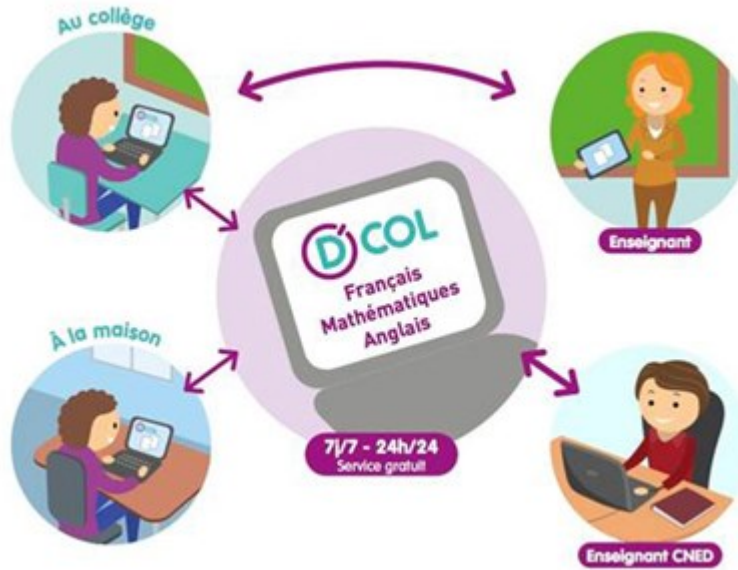 Au collège
D'COL
Français
Mathématiques
Anglais
Enseignant
À la maison
7j/7 - 24h/24
Service gratuit
Enseignant CNED